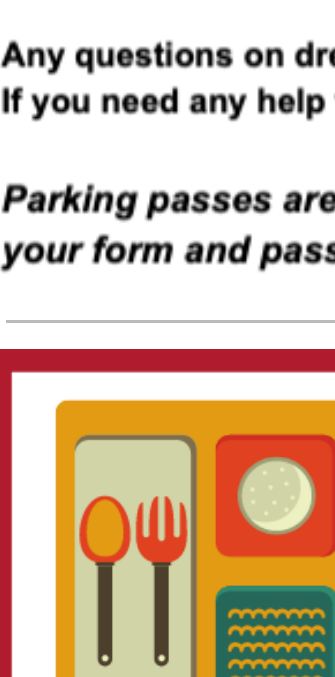 Any questions on
If you need any help
Parking passes are
your form and